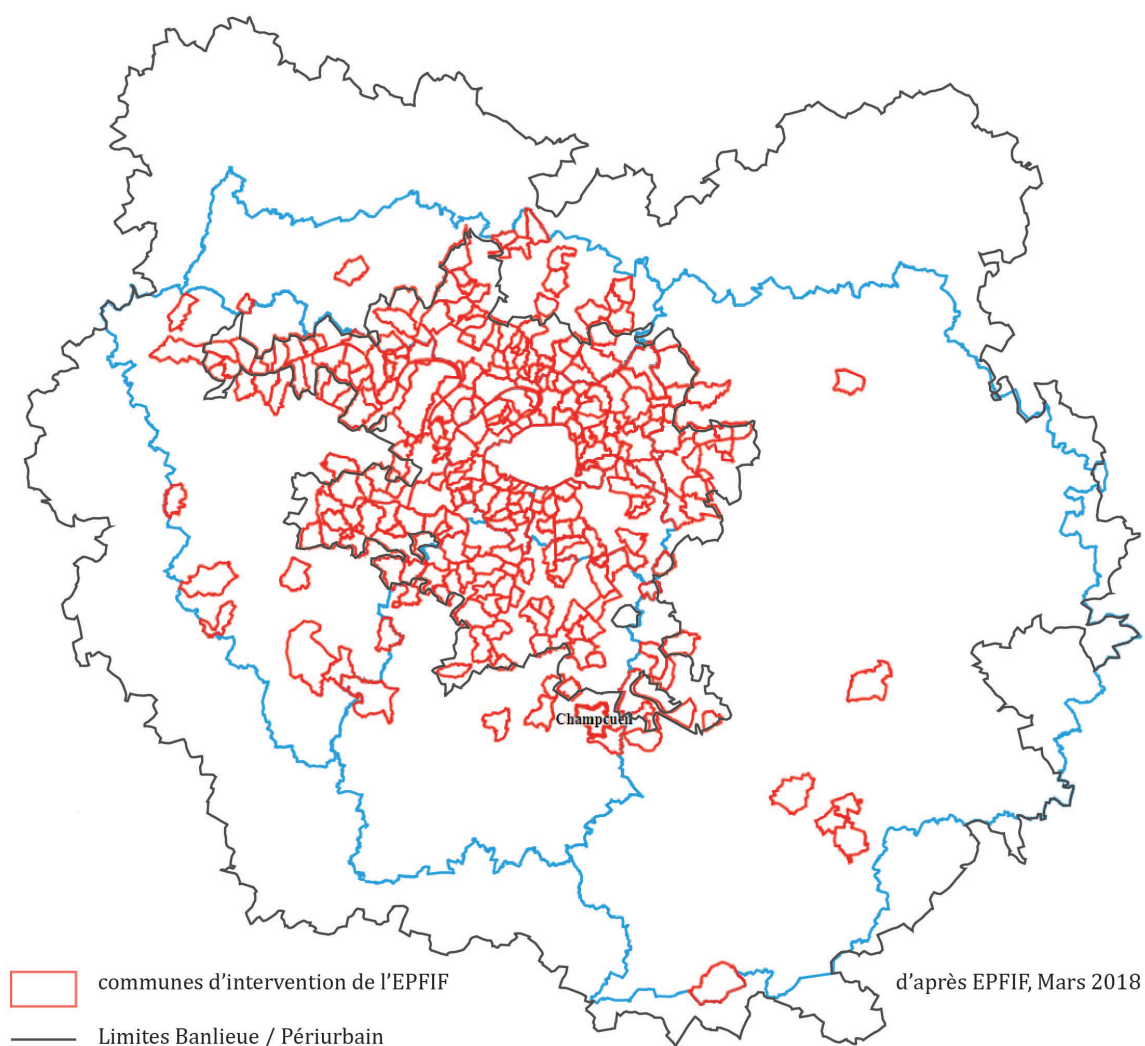 Champcueil
communes d'intervention de l'EPFIF
d'après EPFIF, Mars 2018
Limites Banlieue / Périurbain